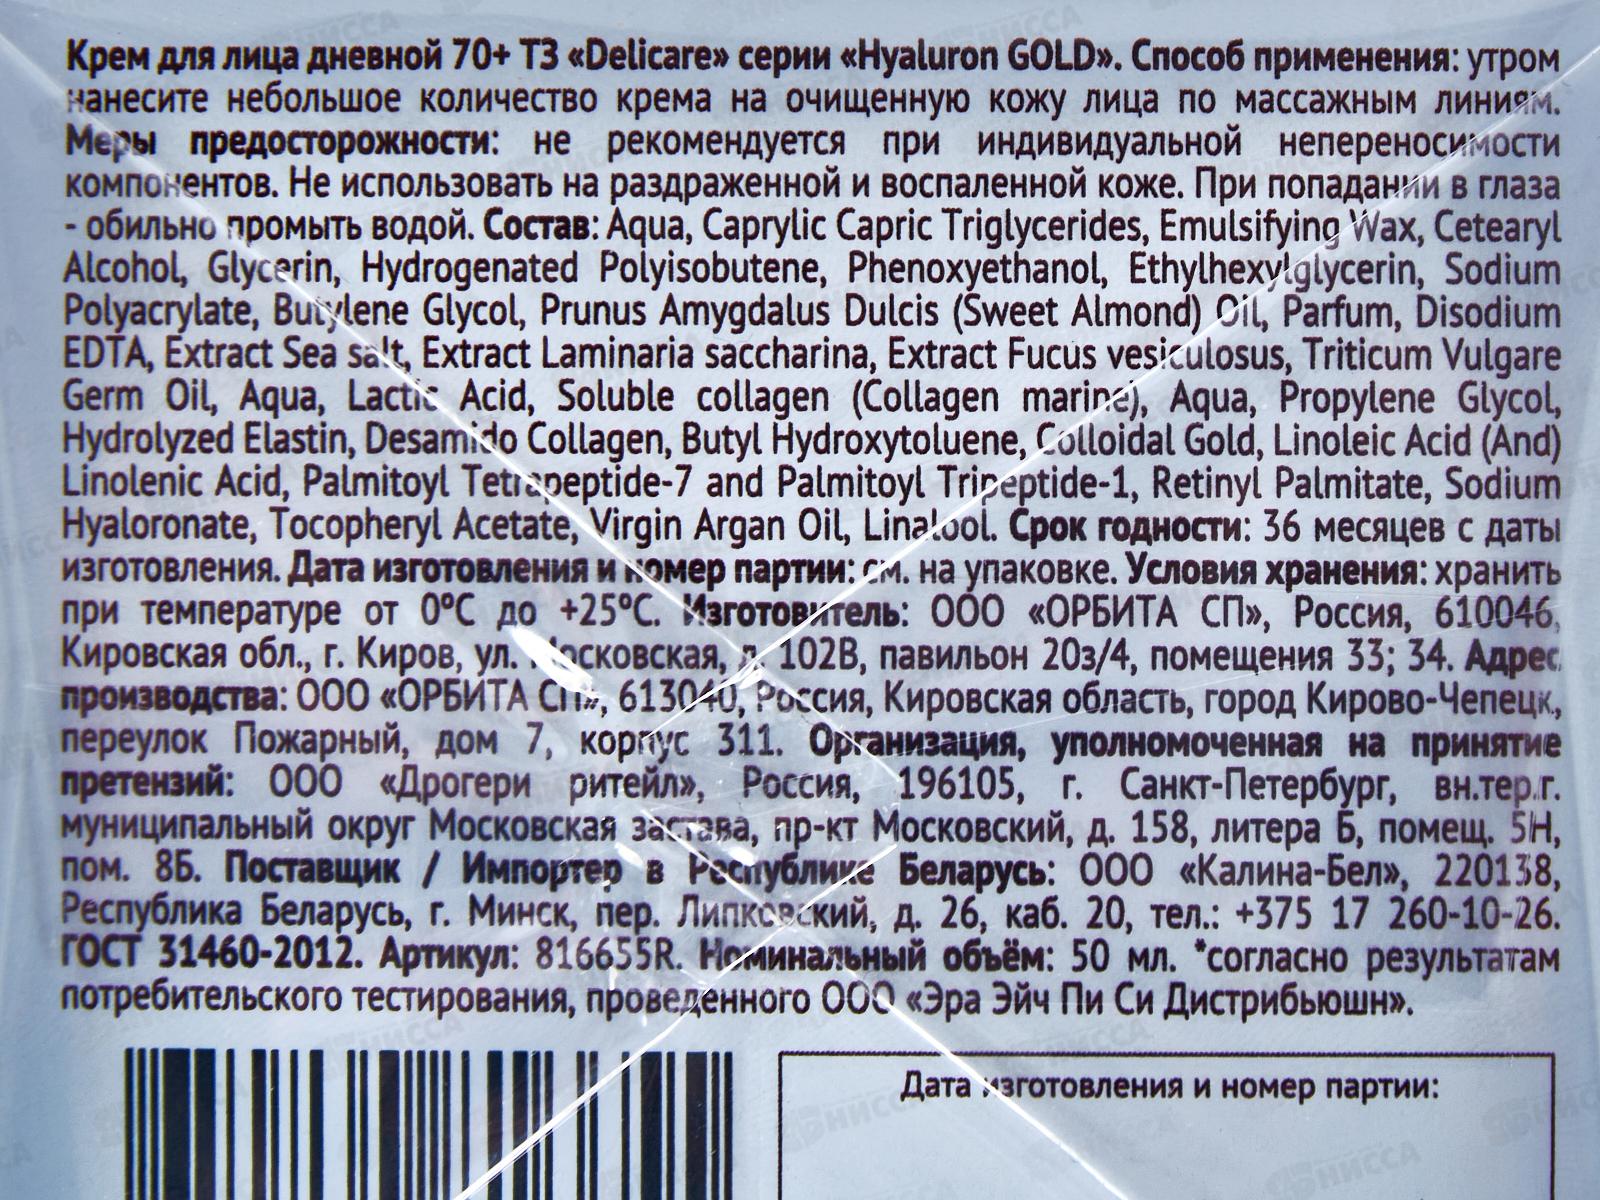 Крем для лица дневной 70+ ТЗ «Delicare» серии «Hyaluron GOLD». Способ применения: утром
нанесите небольшое количество крема на очищенную кожу лица по массажным линиям.
Меры предосторожности: не рекомендуется при индивидуальной непереносимости
компонентов. Не использовать на раздраженной и воспаленной коже. При попадании в глаза
- обильно промыть водой. Состав: Aqua, Caprylic Capric Triglycerides, Emulsifying Wax, Cetearyl
Alcohol, Glycerin, Hydrogenated Polyisobutene, Phenoxyethanol, Ethylhexylglycerin, Sodium
Polyacrylate, Butylene Glycol, Prunus Amygdalus Dulcis (Sweet Almond) Oil, Parfum, Disodium
EDTA, Extract Sea salt, Extract Laminaria saccharina, Extract Fucus vesiculosus, Triticum Vulgare
Germ Oil, Aqua, Lactic Acid, Soluble collagen (Collagen marine), Aqua, Propylene Glycol,
Hydrolyzed Elastin, Desamido Collagen, Butyl Hydroxytoluene, Colloidal Gold, Linoleic Acid (And)
Linolenic Acid, Palmitoyl Tetrapeptide-7 and Palmitoyl Tripeptide-1, Retinyl Palmitate, Sodium
Hyaloronate, Tocopheryl Acetate, Virgin Argan Oil, Linalool. Срок годности: 36 месяцев с даты
изготовления. Дата изготовления и номер партии: см. на упаковке. Условия хранения: хранить
при температуре от 0°С до +25°С. Изготовитель: ООО «ОРБИТА СП», Россия, 610046,
Кировская обл., г. Киров, ул. Московская, д. 102В, павильон 20з/4, помещения 33; 34. Адрес
производства: ООО «ОРБИТА СП», 613040, Россия, Кировская область, город Кирово-Чепецк,
переулок Пожарный, дом 7, корпус 311. Организация, уполномоченная на принятие
претензий: ООО «Дрогери ритейл», Россия, 196105, г. Санкт-Петербург, вн.тер.г.
муниципальный округ Московская застава, пр-кт Московский, д. 158, литера Б, помещ. 5Н,
пом. 8Б. Поставщик / Импортер в Республике Беларусь: ООО «Калина-Бел», 220138,
Республика Беларусь, г. Минск, пер. Липковский, д. 26, каб. 20, тел.: +375 17 260-10-26.
ГОСТ 31460-2012. Артикул: 816655R. Номинальный объём: 50 мл. *согласно результатам
потребительского тестирования, проведенного ООО «Эра Эйч Пи Си Дистрибьюшн».
Дата изготовления и номер партии: